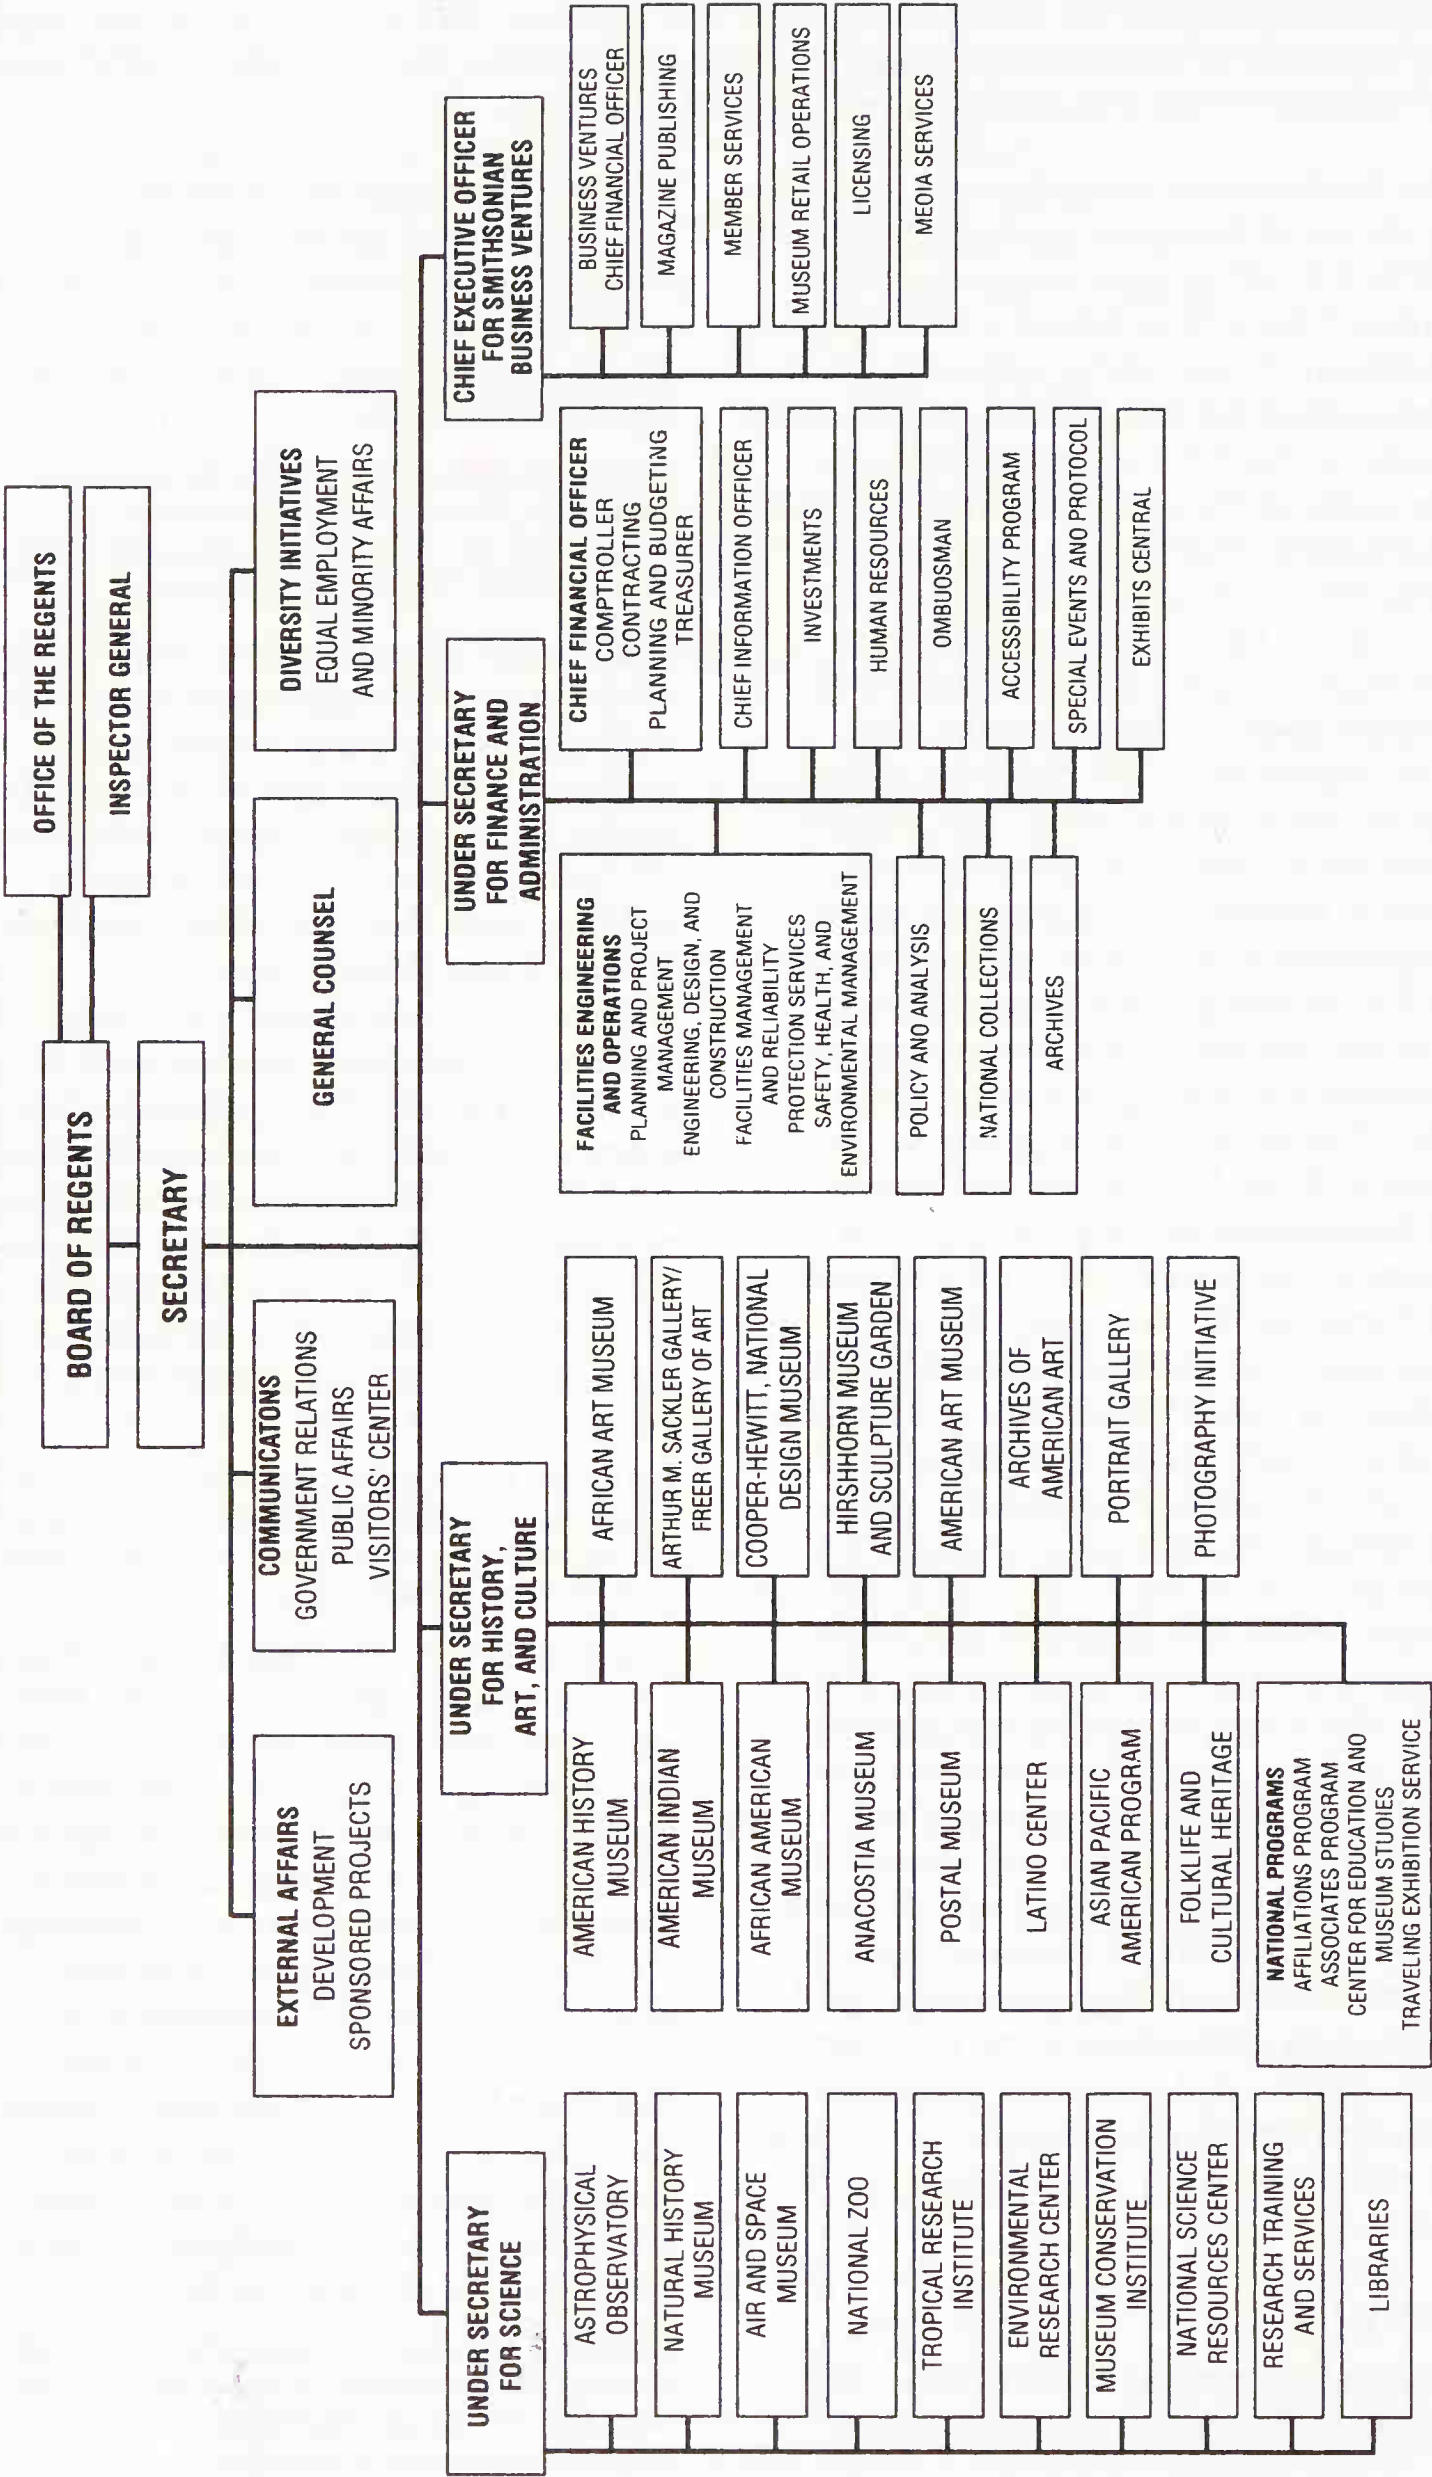 BOARD OF REGENTS
OFFICE OF THE REGENTS
INSPECTOR GENERAL
SECRETARY
EXTERNAL AFFAIRS
DEVELOPMENT
SPONSORED PROJECTS
COMMUNICATONS
GOVERNMENT RELATIONS
PUBLIC AFFAIRS
VISITORS' CENTER
GENERAL COUNSEL
DIVERSITY INITIATIVES
EQUAL EMPLOYMENT
AND MINORITY AFFAIRS
UNDER SECRETARY
FOR SCIENCE
ASTROPHYSICAL
OBSERVATORY
NATURAL HISTORY
MUSEUM
AIR AND SPACE
MUSEUM
NATIONAL ZOO
TROPICAL RESEARCH
INSTITUTE
ENVIRONMENTAL
RESEARCH CENTER
MUSEUM CONSERVATION
INSTITUTE
NATIONAL SCIENCE
RESOURCES CENTER
RESEARCH TRAINING
AND SERVICES
LIBRARIES
UNDER SECRETARY
FOR HISTORY,
ART, AND CULTURE
AMERICAN HISTORY
MUSEUM
AMERICAN INDIAN
MUSEUM
AFRICAN AMERICAN
MUSEUM
ANACOSTIA MUSEUM
POSTAL MUSEUM
LATINO CENTER
ASIAN PACIFIC
AMERICAN PROGRAM
FOLKLIFE AND
CULTURAL HERITAGE
NATIONAL PROGRAMS
AFFILIATIONS PROGRAM
ASSOCIATES PROGRAM
CENTER FOR EDUCATION ANO
MUSEUM STUOIES
TRAVELING EXHIBITION SERVICE
AFRICAN ART MUSEUM
ARTHUR M. SACKLER GALLERY/
FREER GALLERY OF ART
COOPER-HEWITT, NATIONAL
DESIGN MUSEUM
HIRSHHORN MUSEUM
AND SCULPTURE GARDEN
AMERICAN ART MUSEUM
ARCHIVES OF
AMERICAN ART
PORTRAIT GALLERY
PHOTOGRAPHY INITIATIVE
UNDER SECRETARY
FOR FINANCE AND
ADMINISTRATION
FACILITIES ENGINEERING
AND OPERATIONS
PLANNING AND PROJECT
MANAGEMENT
ENGINEERING, DESIGN, AND
CONSTRUCTION
FACILITIES MANAGEMENT
AND RELIABILITY
PROTECTION SERVICES
SAFETY, HEALTH, AND
ENVIRONMENTAL MANAGEMENT
POLICY ANO ANALYSIS
NATIONAL COLLECTIONS
ARCHIVES
CHIEF FINANCIAL OFFICER
COMPTROLLER
CONTRACTING
PLANNING AND BUDGETING
TREASURER
CHIEF INFORMATION OFFICER
INVESTMENTS
HUMAN RESOURCES
OMBUOSMAN
ACCESSIBILITY PROGRAM
SPECIAL EVENTS AND PROTOCOL
EXHIBITS CENTRAL
CHIEF EXECUTIVE OFFICER
FOR SMITHSONIAN
BUSINESS VENTURES
BUSINESS VENTURES
CHIEF FINANCIAL OFFICER
MAGAZINE PUBLISHING
MEMBER SERVICES
MUSEUM RETAIL OPERATIONS
LICENSING
MEOIA SERVICES